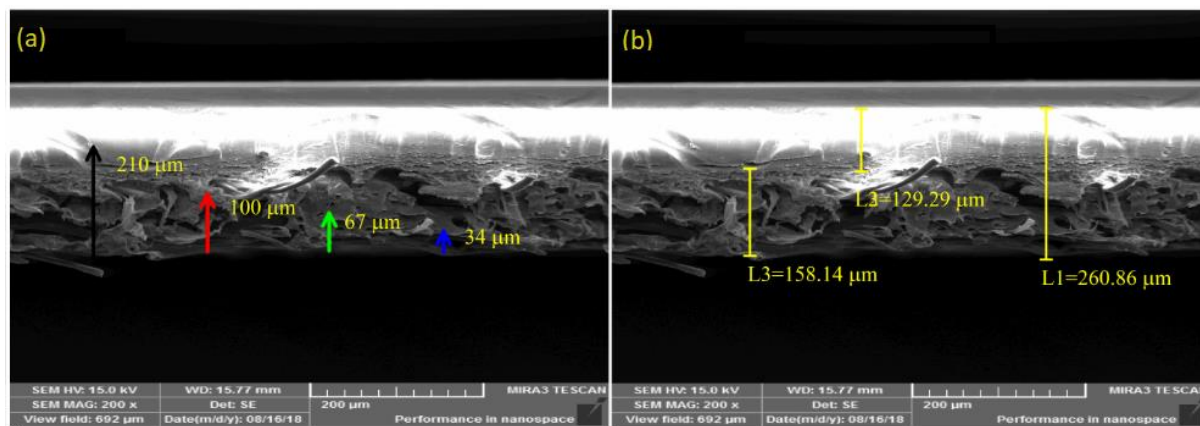 (a)
210 μm
100 μm
67 μm
34 μm
SEM HV: 15.0 kV
WD: 15.77 mm
MIRA3 TESCAN
SEM MAG: 200 x
Det: SE
200 μm
View field: 692 μm
Date(m/d/y): 08/16/18
Performance in nanospace
(b)
L2=129.29 μm
L3=158.14 μm
L1=260.86 μm
SEM HV: 15.0 kV
WD: 15.77 mm
MIRA3 TESCAN
SEM MAG: 200 x
Det: SE
200 μm
View field: 692 μm
Date(m/d/y): 08/16/18
Performance in nanospace